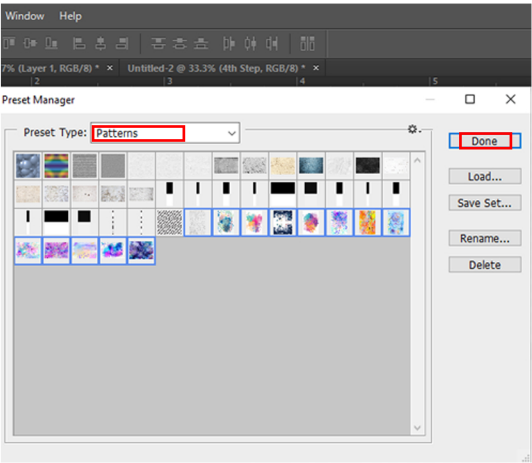 Window Help
7% (Layer 1, RGB/8) * × Untitled-2 @ 33.3% (4th Step, RGB/8) * ×
2 3 4 5
Preset Manager
Preset Type: Patterns
Done
Load...
Save Set...
Rename...
Delete